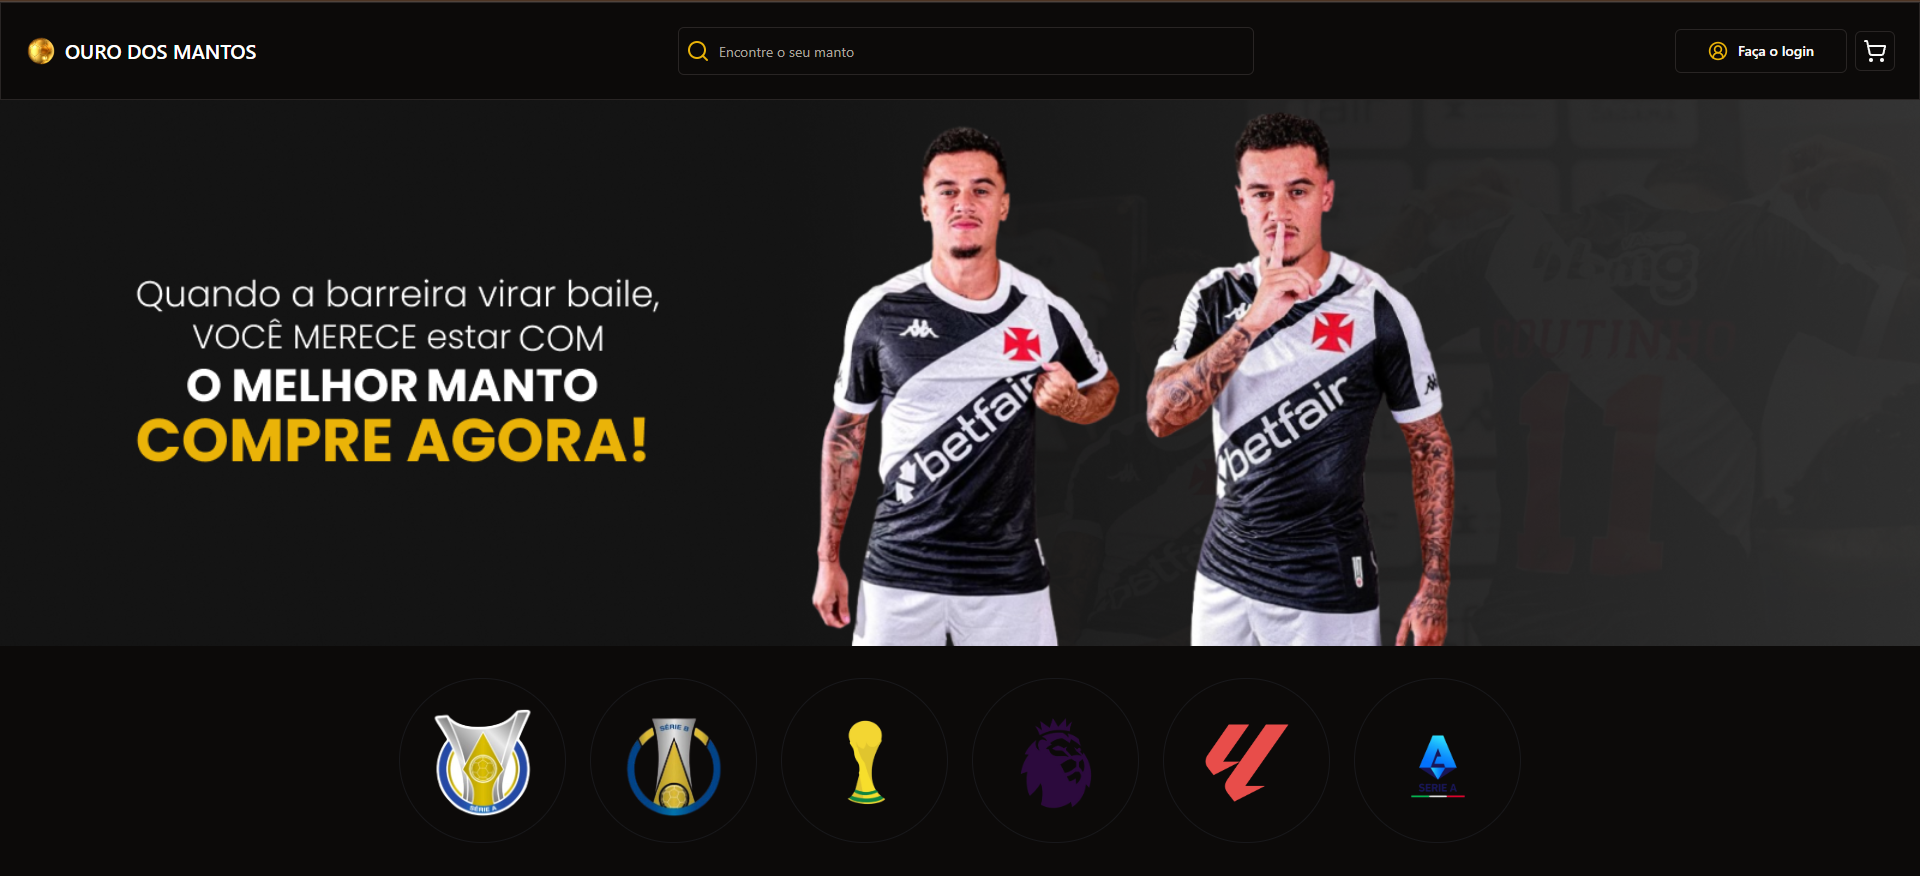 OURO DOS MANTOS
Encontre o seu manto
Faça o login
Quando a barreira virar baile,
VOCÊ MERECE estar COM
O MELHOR MANTO
COMPRE AGORA!
betfair
betfair
SÉRIE A
SÉRIE B
SERIE A
11